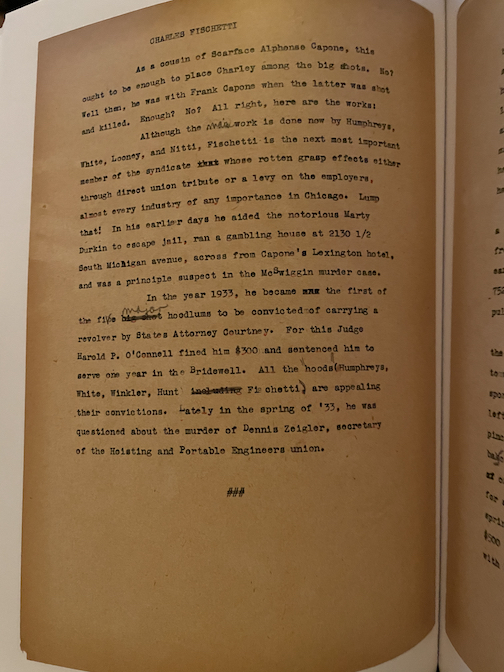 CHARLES FISCHETTI
As a cousin of Scarface Alphonse Capone, this
ought to be enough to place Charley among the big shots. No?
Well then, he was with Frank Capone when the latter was shot
and killed. Enough? No? All right, here are the works:
Although the work is done now by Humphreys,
White, Looney, and Nitti, Fischetti is the next most important
member of the syndicate that whose rotten grasp effects either
through direct union tribute or a levy on the employers,
almost every industry of any importance in Chicago. Lump
that! In his earlier days he aided the notorious Marty
Durkin to escape jail, ran a gambling house at 2130 1/2
South Michigan avenue, across from Capone's Lexington hotel,
and was a principle suspect in the McSwiggin murder case.
In the year 1933, he became the first of
major
the five big shot hoodlums to be convicted of carrying a
revolver by States Attorney Courtney. For this Judge
Harold P. O'Connell fined him $300 and sentenced him to
serve one year in the Bridewell. All the hoods(Humphreys,
White, Winkler, Hunt including Fischetti) are appealing
their convictions. Lately in the spring of '33, he was
questioned about the murder of Dennis Zeigler, secretary
of the Hoisting and Portable Engineers union.
###